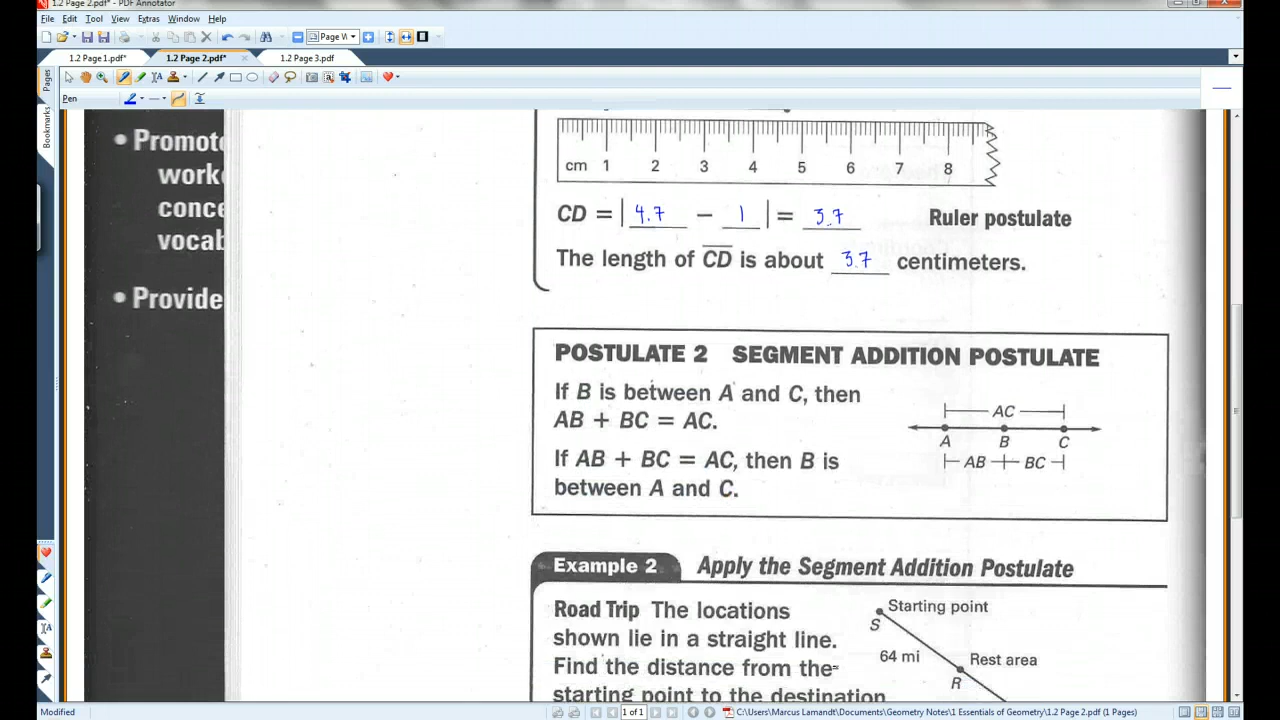 1.2 Page 2.pdf* - PDF Annotator
File Edit Tool View Extras Window Help
Page W
1.2 Page 1.pdf* 1.2 Page 2.pdf* 1.2 Page 3.pdf
Pen
Pages
Bookmarks
• Promot
work
conce
vocab
• Provide
cm 1 2 3 4 5 6 7 8
CD = | 4.7 − 1 | = 3.7 Ruler postulate
The length of CD is about 3.7 centimeters.
POSTULATE 2 SEGMENT ADDITION POSTULATE
If B is between A and C, then
AB + BC = AC.
If AB + BC = AC, then B is
between A and C.
AC
A B C
AB BC
Example 2 Apply the Segment Addition Postulate
Road Trip The locations
shown lie in a straight line.
Find the distance from the
starting point to the destination
Starting point
S
64 mi
Rest area
R
Modified
1 of 1
C:\Users\Marcus Lamandt\Documents\Geometry Notes\1 Essentials of Geometry\1.2 Page 2.pdf (1 Pages)